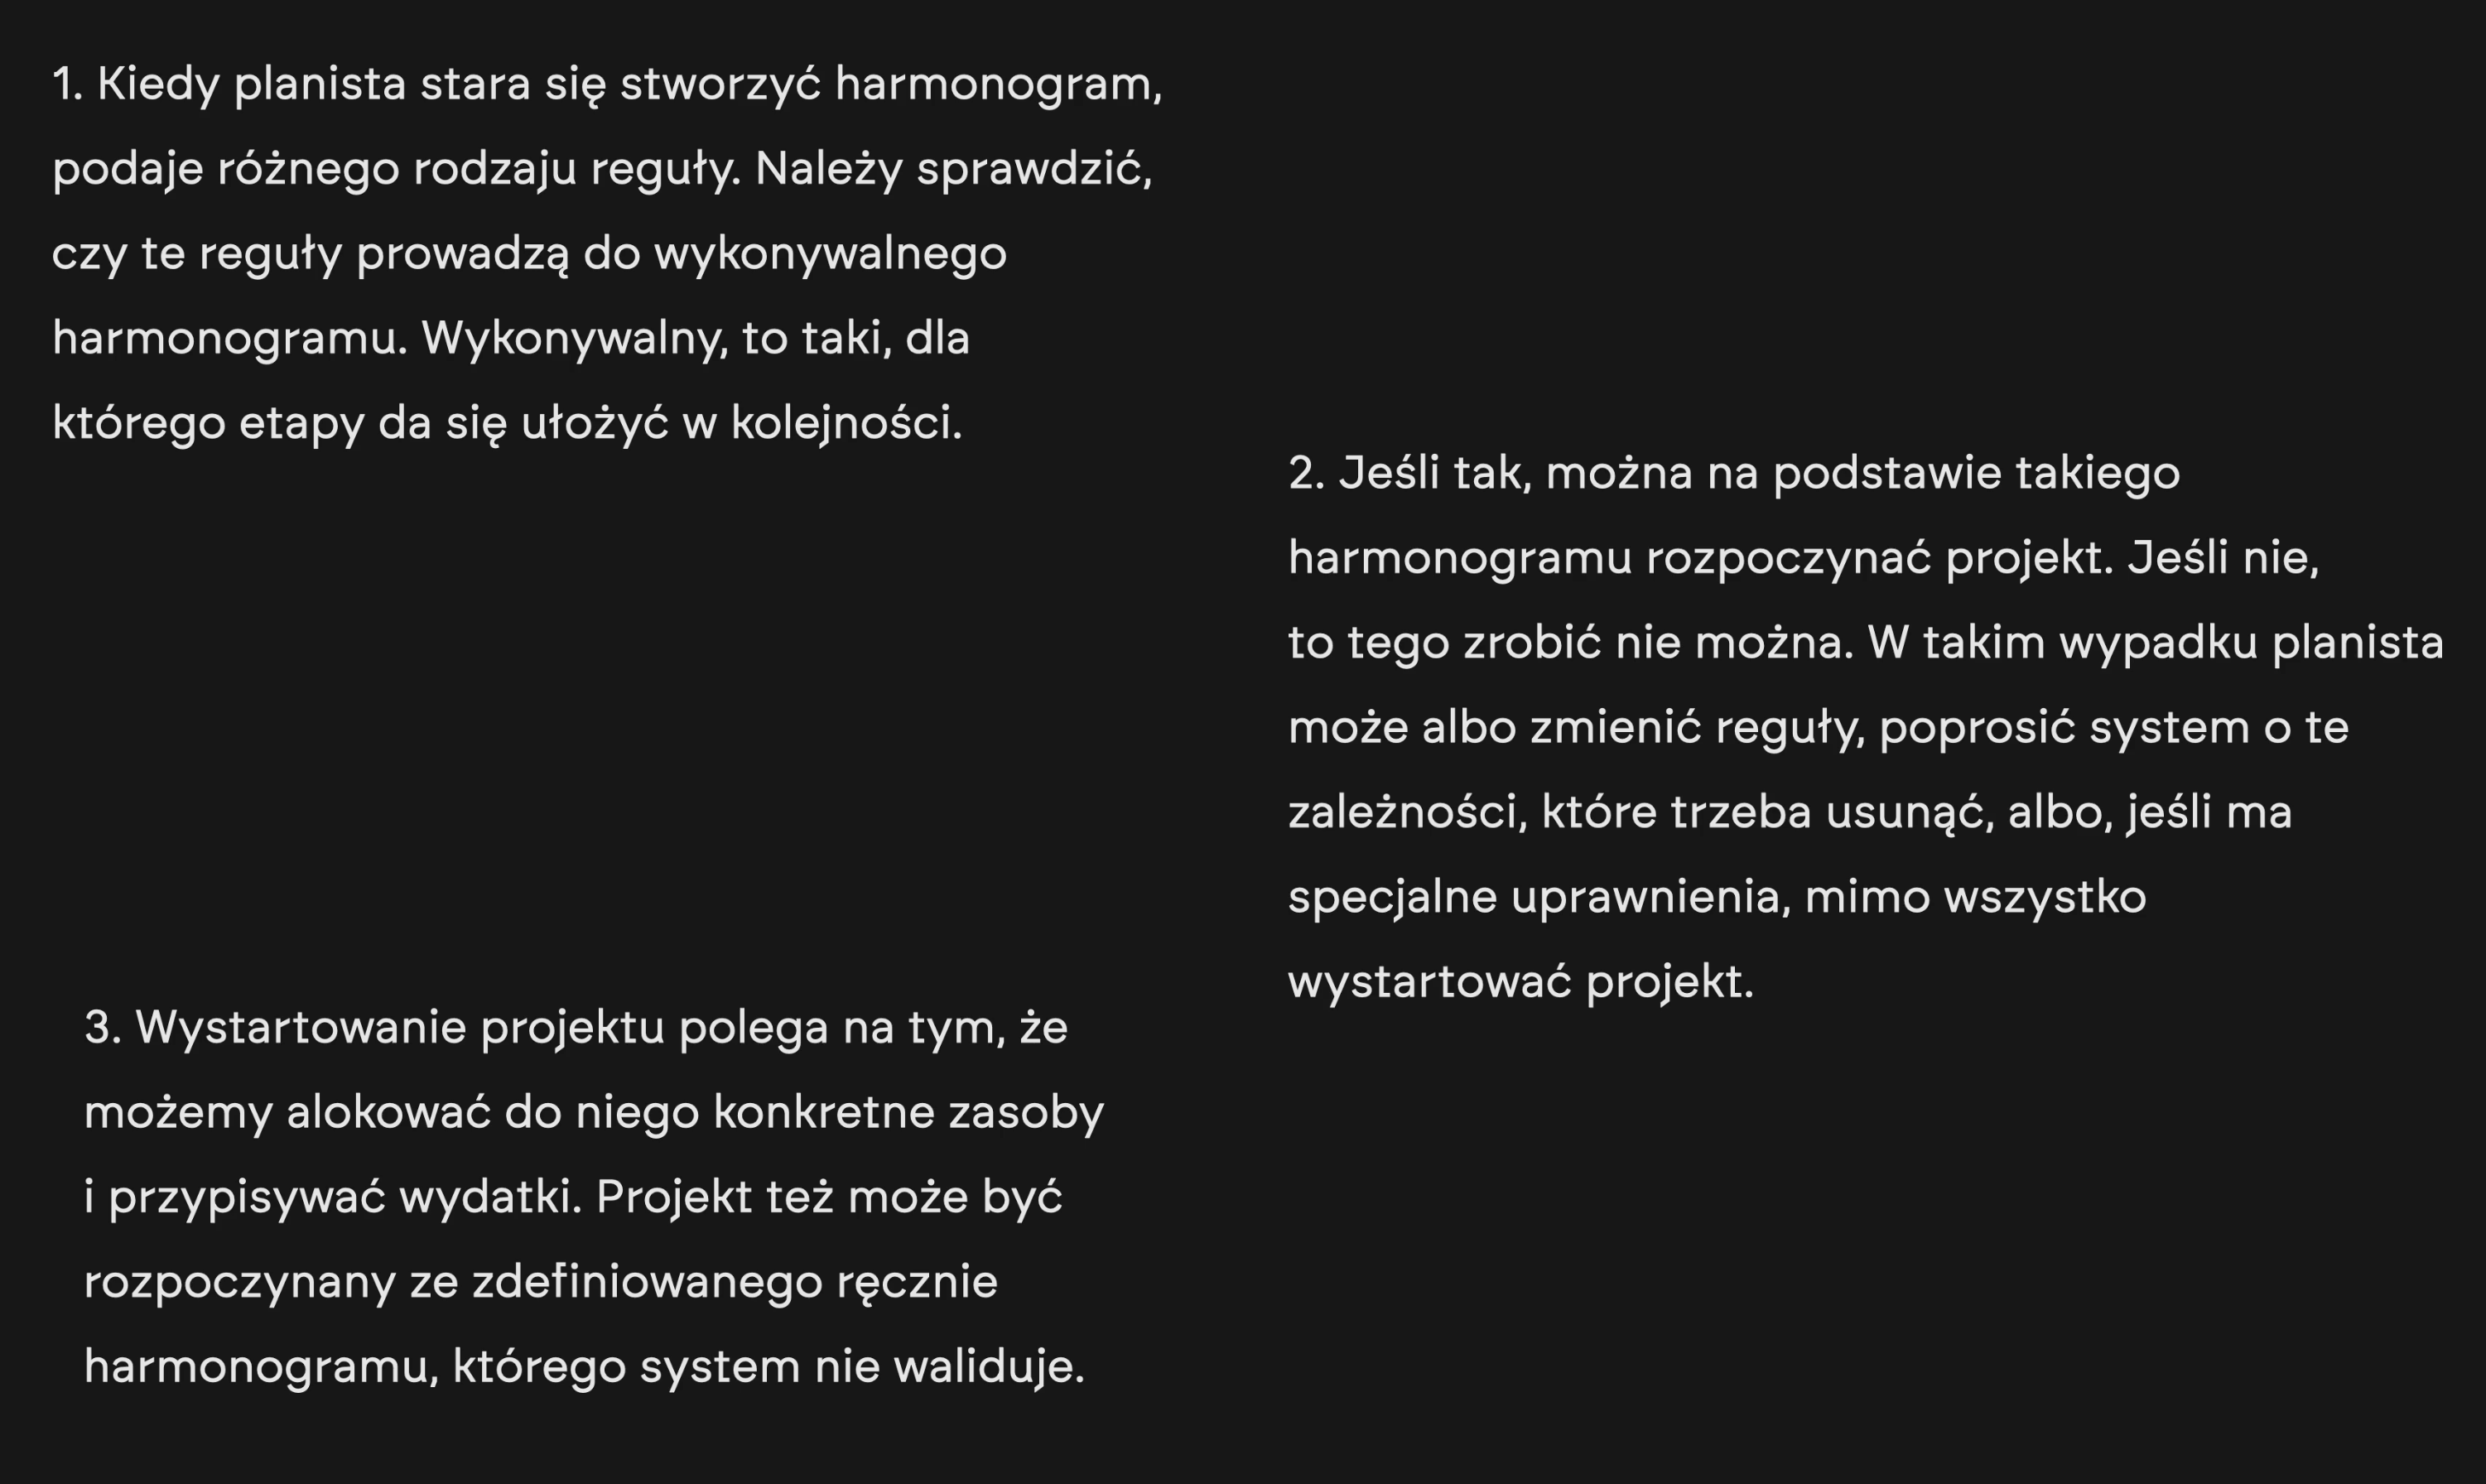 1. Kiedy planista stara się stworzyć harmonogram,
podaje różnego rodzaju reguły. Należy sprawdzić,
czy te reguły prowadzą do wykonywalnego
harmonogramu. Wykonywalny, to taki, dla
którego etapy da się ułożyć w kolejności.
2. Jeśli tak, można na podstawie takiego
harmonogramu rozpoczynać projekt. Jeśli nie,
to tego zrobić nie można. W takim wypadku planista
może albo zmienić reguły, poprosić system o te
zależności, które trzeba usunąć, albo, jeśli ma
specjalne uprawnienia, mimo wszystko
wystartować projekt.
3. Wystartowanie projektu polega na tym, że
możemy alokować do niego konkretne zasoby
i przypisywać wydatki. Projekt też może być
rozpoczynany ze zdefiniowanego ręcznie
harmonogramu, którego system nie waliduje.